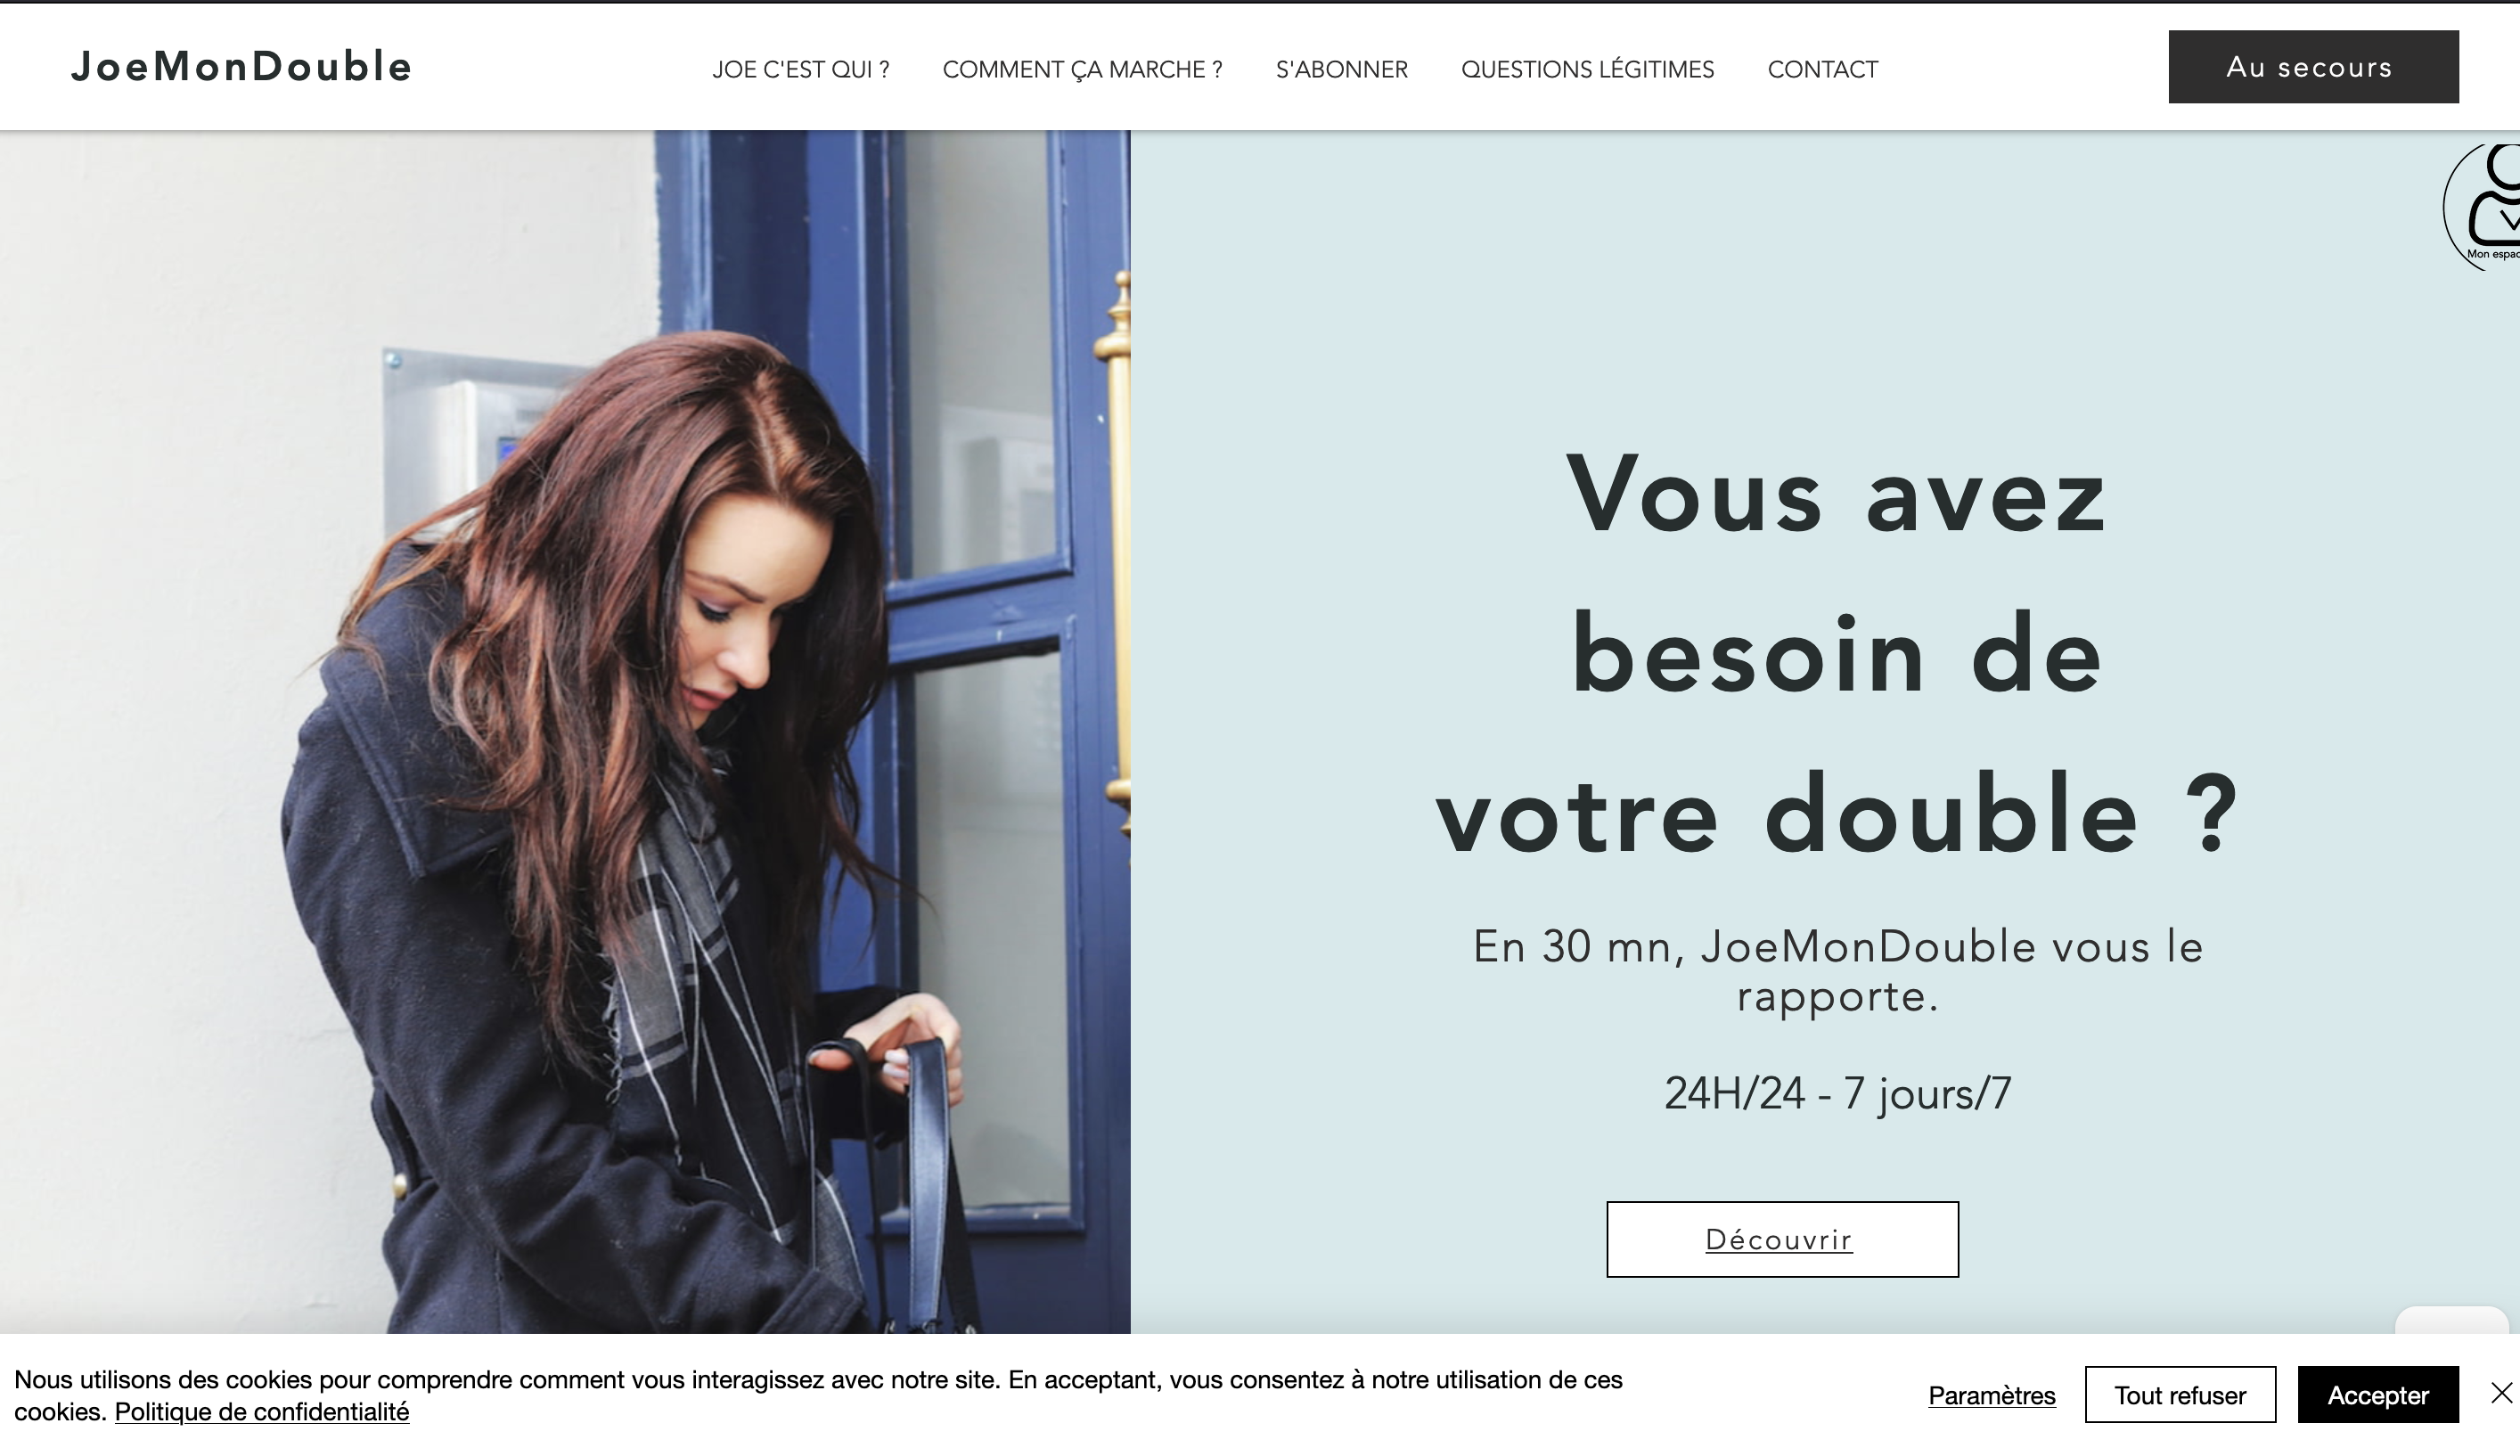 JoeMonDouble
JOE C'EST QUI ?
COMMENT ÇA MARCHE ?
S'ABONNER
QUESTIONS LÉGITIMES
CONTACT
Au secours
Mon
Vous avez
besoin de
votre double ?
En 30 mn, JoeMonDouble vous le
rapporte.
24H/24 - 7 jours/7
Découvrir
Nous utilisons des cookies pour comprendre comment vous interagissez avec notre site. En acceptant, vous consentez à notre utilisation de ces
cookies. Politique de confidentialité
Paramètres
Tout refuser
Accepter